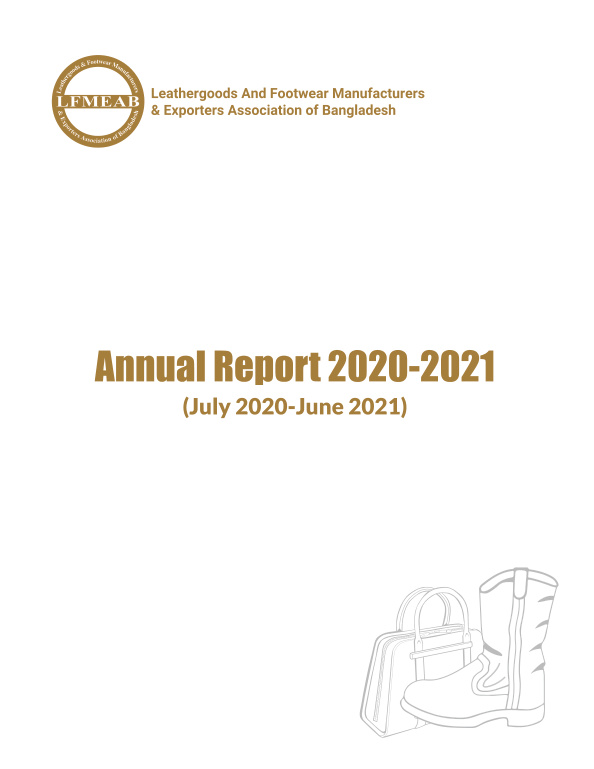 Leathergoods & Footwear Manufacturers
LFMEAB
& Exporters Association of Bangladesh
Leathergoods And Footwear Manufacturers
& Exporters Association of Bangladesh
Annual Report 2020-2021
(July 2020-June 2021)